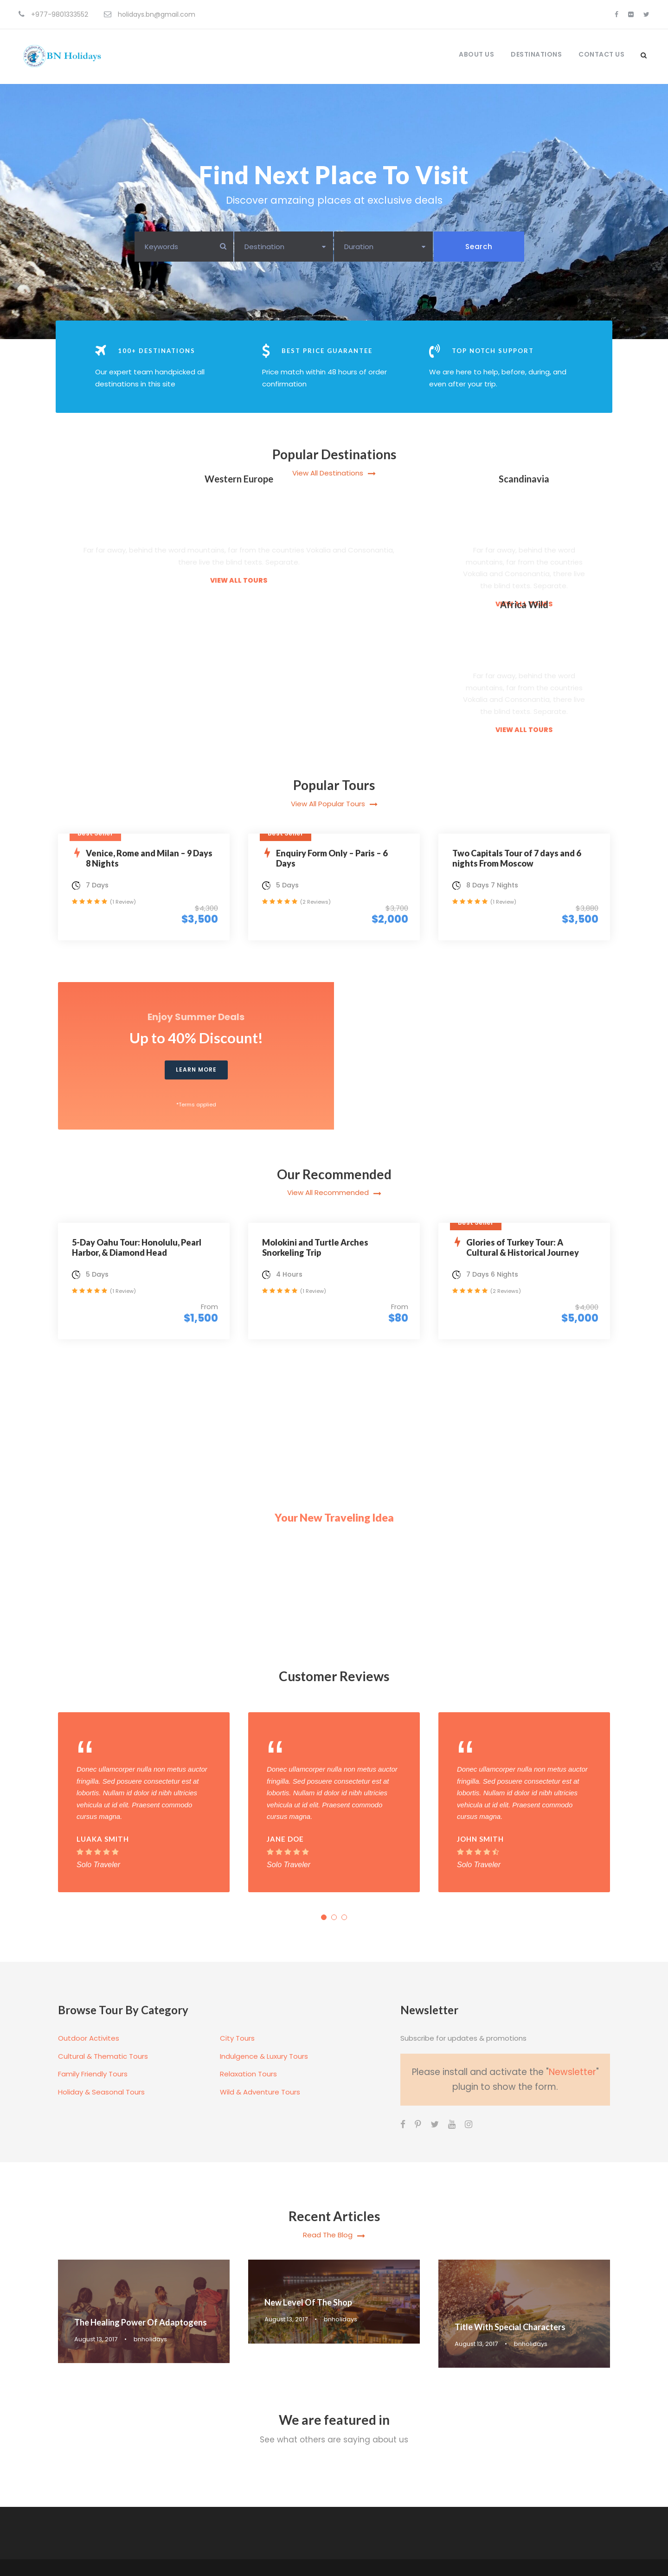 +977-9801333552 holidays.bn@gmail.com
BN Holidays
ABOUT US DESTINATIONS CONTACT US
Find Next Place To Visit
Discover amzaing places at exclusive deals
Keywords Destination Duration Search
100+ DESTINATIONS
Our expert team handpicked all
destinations in this site
BEST PRICE GUARANTEE
Price match within 48 hours of order
confirmation
TOP NOTCH SUPPORT
We are here to help, before, during, and
even after your trip.
Popular Destinations
View All Destinations
Western Europe
Far far away, behind the word mountains, far from the countries Vokalia and Consonantia,
there live the blind texts. Separate.
VIEW ALL TOURS
Scandinavia
Far far away, behind the word
mountains, far from the countries
Vokalia and Consonantia, there live
the blind texts. Separate.
VIEW ALL TOURS
Africa Wild
Far far away, behind the word
mountains, far from the countries
Vokalia and Consonantia, there live
the blind texts. Separate.
VIEW ALL TOURS
Popular Tours
View All Popular Tours
Best Seller
Venice, Rome and Milan – 9 Days
8 Nights
7 Days
(1 Review)
$4,300
$3,500
Best Seller
Enquiry Form Only – Paris – 6
Days
5 Days
(2 Reviews)
$3,700
$2,000
Two Capitals Tour of 7 days and 6
nights From Moscow
8 Days 7 Nights
(1 Review)
$3,880
$3,500
Enjoy Summer Deals
Up to 40% Discount!
LEARN MORE
*Terms applied
Our Recommended
View All Recommended
5-Day Oahu Tour: Honolulu, Pearl
Harbor, & Diamond Head
5 Days
(1 Review)
From
$1,500
Molokini and Turtle Arches
Snorkeling Trip
4 Hours
(1 Review)
From
$80
Best Seller
Glories of Turkey Tour: A
Cultural & Historical Journey
7 Days 6 Nights
(2 Reviews)
$4,000
$5,000
Your New Traveling Idea
Customer Reviews
“
Donec ullamcorper nulla non metus auctor
fringilla. Sed posuere consectetur est at
lobortis. Nullam id dolor id nibh ultricies
vehicula ut id elit. Praesent commodo
cursus magna.
LUAKA SMITH
Solo Traveler
“
Donec ullamcorper nulla non metus auctor
fringilla. Sed posuere consectetur est at
lobortis. Nullam id dolor id nibh ultricies
vehicula ut id elit. Praesent commodo
cursus magna.
JANE DOE
Solo Traveler
“
Donec ullamcorper nulla non metus auctor
fringilla. Sed posuere consectetur est at
lobortis. Nullam id dolor id nibh ultricies
vehicula ut id elit. Praesent commodo
cursus magna.
JOHN SMITH
Solo Traveler
Browse Tour By Category
Outdoor Activites
Cultural & Thematic Tours
Family Friendly Tours
Holiday & Seasonal Tours
City Tours
Indulgence & Luxury Tours
Relaxation Tours
Wild & Adventure Tours
Newsletter
Subscribe for updates & promotions
Please install and activate the "Newsletter"
plugin to show the form.
Recent Articles
Read The Blog
The Healing Power Of Adaptogens
August 13, 2017 • bnholidays
New Level Of The Shop
August 13, 2017 • bnholidays
Title With Special Characters
August 13, 2017 • bnholidays
We are featured in
See what others are saying about us